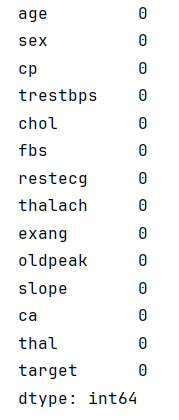 age 0
sex 0
cp 0
trestbps 0
chol 0
fbs 0
restecg 0
thalach 0
exang 0
oldpeak 0
slope 0
ca 0
thal 0
target 0
dtype: int64